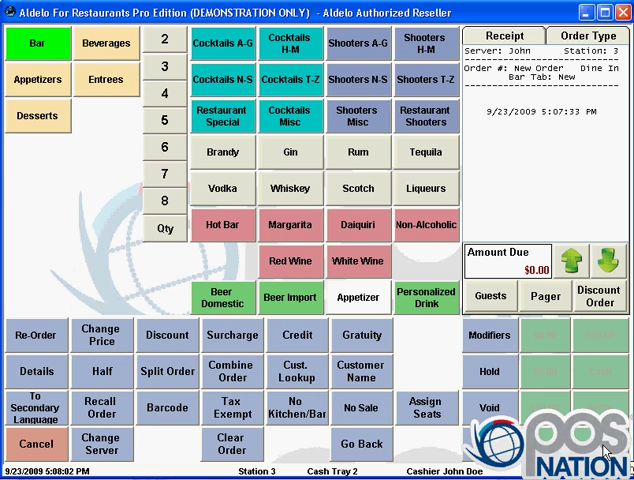 Aldelo For Restaurants Pro Edition (DEMONSTRATION ONLY) - Aldelo Authorized Reseller
Bar
Beverages
Appetizers
Entrees
Desserts
2
3
4
5
6
7
8
Qty
Cocktails A-G
Cocktails H-M
Shooters A-G
Shooters H-M
Cocktails N-S
Cocktails T-Z
Shooters N-S
Shooters T-Z
Restaurant Special
Cocktails Misc
Shooters Misc
Restaurant Shooters
Brandy
Gin
Rum
Tequila
Vodka
Whiskey
Scotch
Liqueurs
Hot Bar
Margarita
Daiquiri
Non-Alcoholic
Red Wine
White Wine
Beer Domestic
Beer Import
Appetizer
Personalized Drink
Receipt
Order Type
Server: John Station: 3
Order #: New Order Dine In
Bar Tab: New
9/23/2009 5:07:33 PM
Amount Due
$0.00
Guests
Pager
Discount Order
Re-Order
Change Price
Discount
Surcharge
Credit
Gratuity
Modifiers
Details
Half
Split Order
Combine Order
Cust. Lookup
Customer Name
Hold
To Secondary Language
Recall Order
Barcode
Tax Exempt
No Kitchen/Bar
No Sale
Assign Seats
Void
Cancel
Change Server
Clear Order
Go Back
9/23/2009 5:08:02 PM
Station 3
Cash Tray 2
Cashier John Doe
pos
NATION